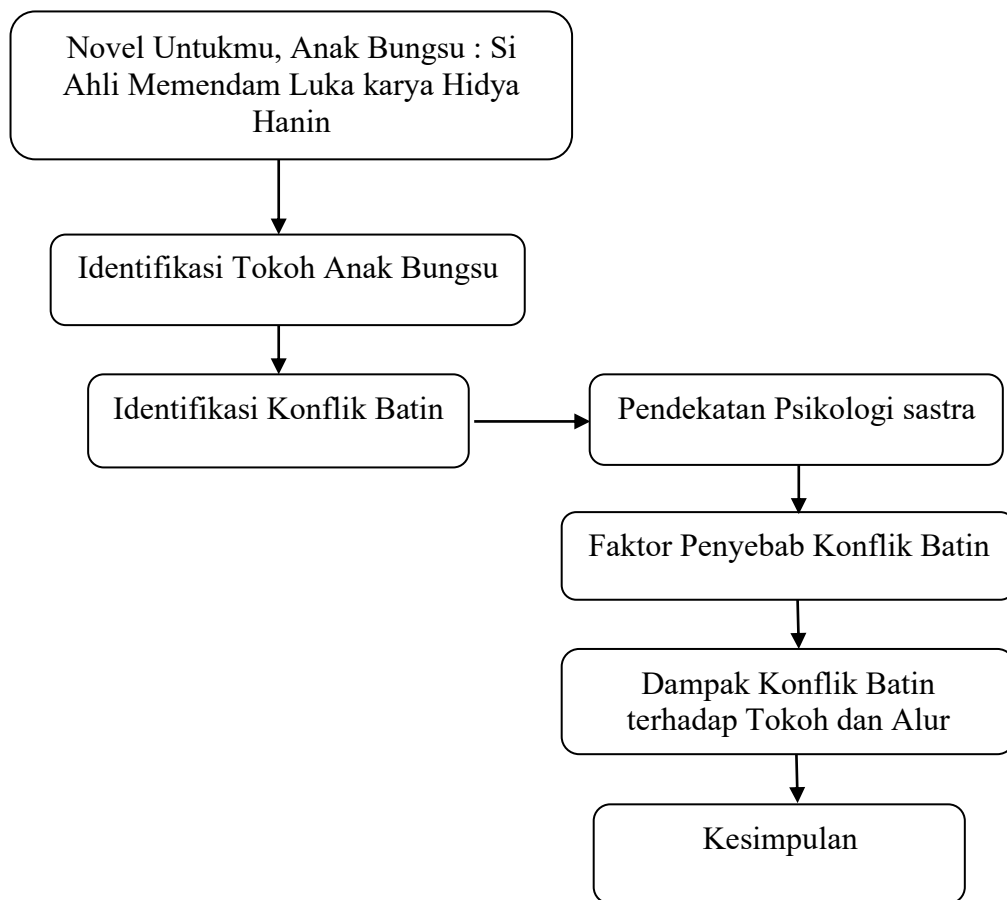 Novel Untukmu, Anak Bungsu : Si
Ahli Memendam Luka karya Hidya
Hanin
Identifikasi Tokoh Anak Bungsu
Identifikasi Konflik Batin
Pendekatan Psikologi sastra
Faktor Penyebab Konflik Batin
Dampak Konflik Batin
terhadap Tokoh dan Alur
Kesimpulan